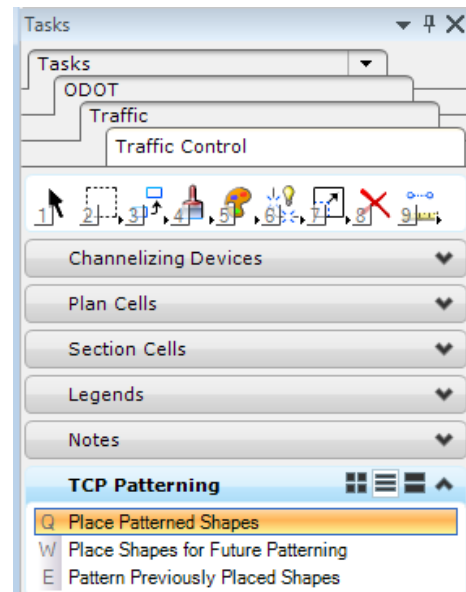 Tasks
Tasks
ODOT
Traffic
Traffic Control
1 2 3 4 5 6 7 8 9
Channelizing Devices
Plan Cells
Section Cells
Legends
Notes
TCP Patterning
Q Place Patterned Shapes
W Place Shapes for Future Patterning
E Pattern Previously Placed Shapes